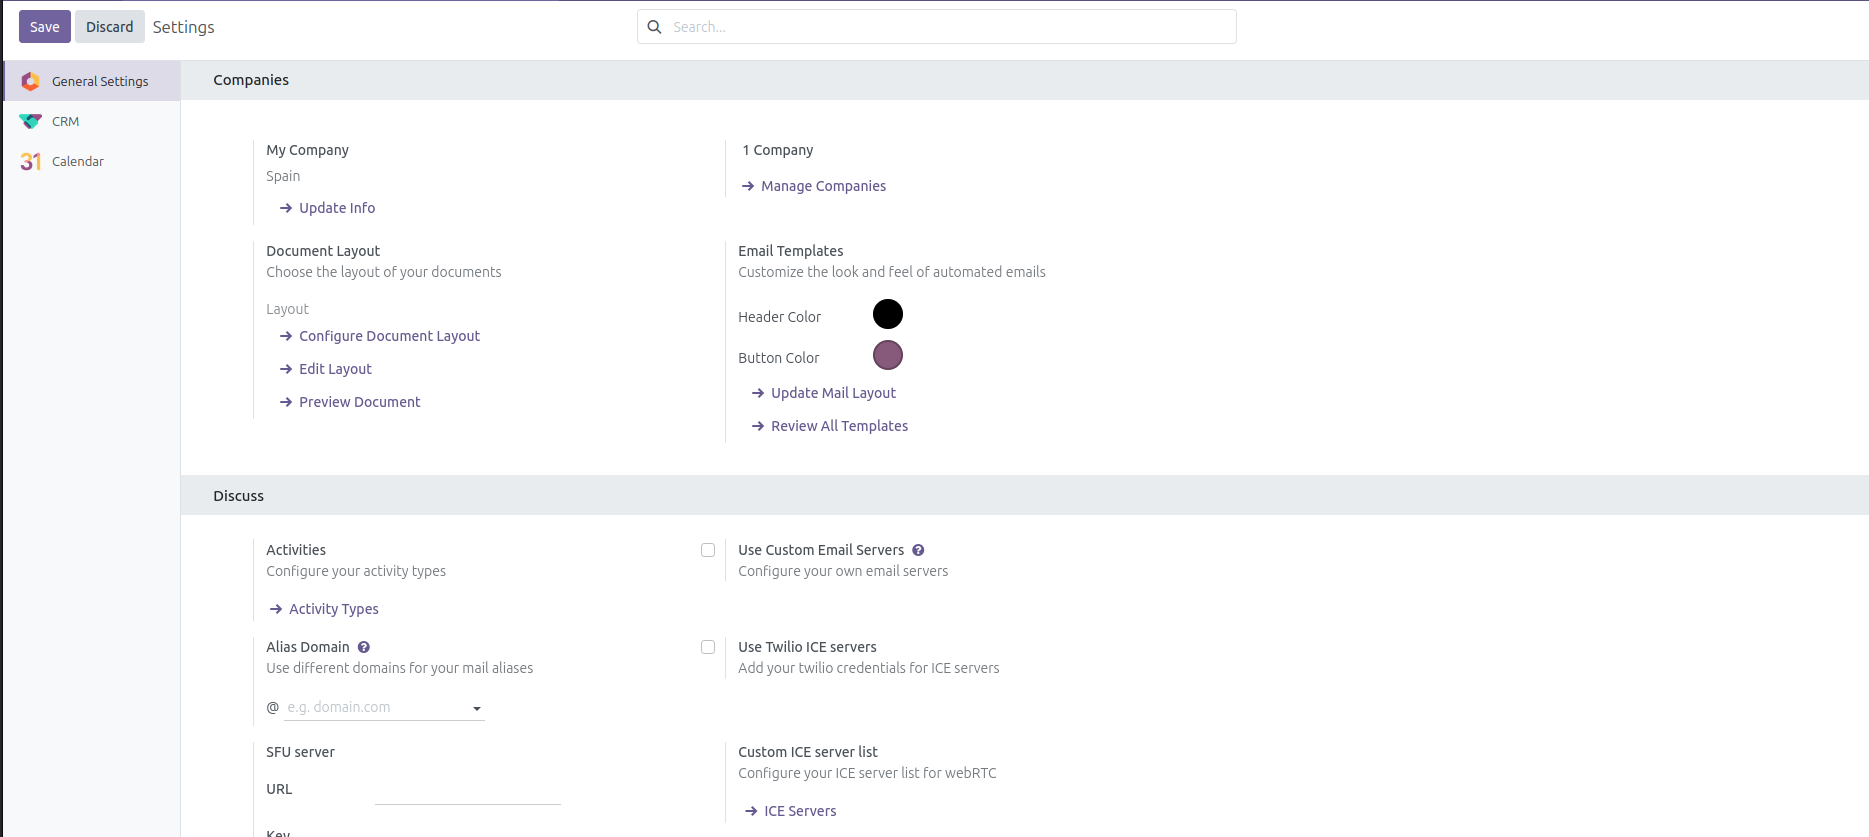 Save Discard Settings Search...
General Settings
CRM
31 Calendar
Companies
My Company
Spain
Update Info
1 Company
Manage Companies
Document Layout
Choose the layout of your documents
Layout
Configure Document Layout
Edit Layout
Preview Document
Email Templates
Customize the look and feel of automated emails
Header Color
Button Color
Update Mail Layout
Review All Templates
Discuss
Activities
Configure your activity types
Activity Types
Use Custom Email Servers ?
Configure your own email servers
Alias Domain ?
Use different domains for your mail aliases
@ e.g. domain.com
Use Twilio ICE servers
Add your twilio credentials for ICE servers
SFU server
URL
Key
Custom ICE server list
Configure your ICE server list for webRTC
ICE Servers